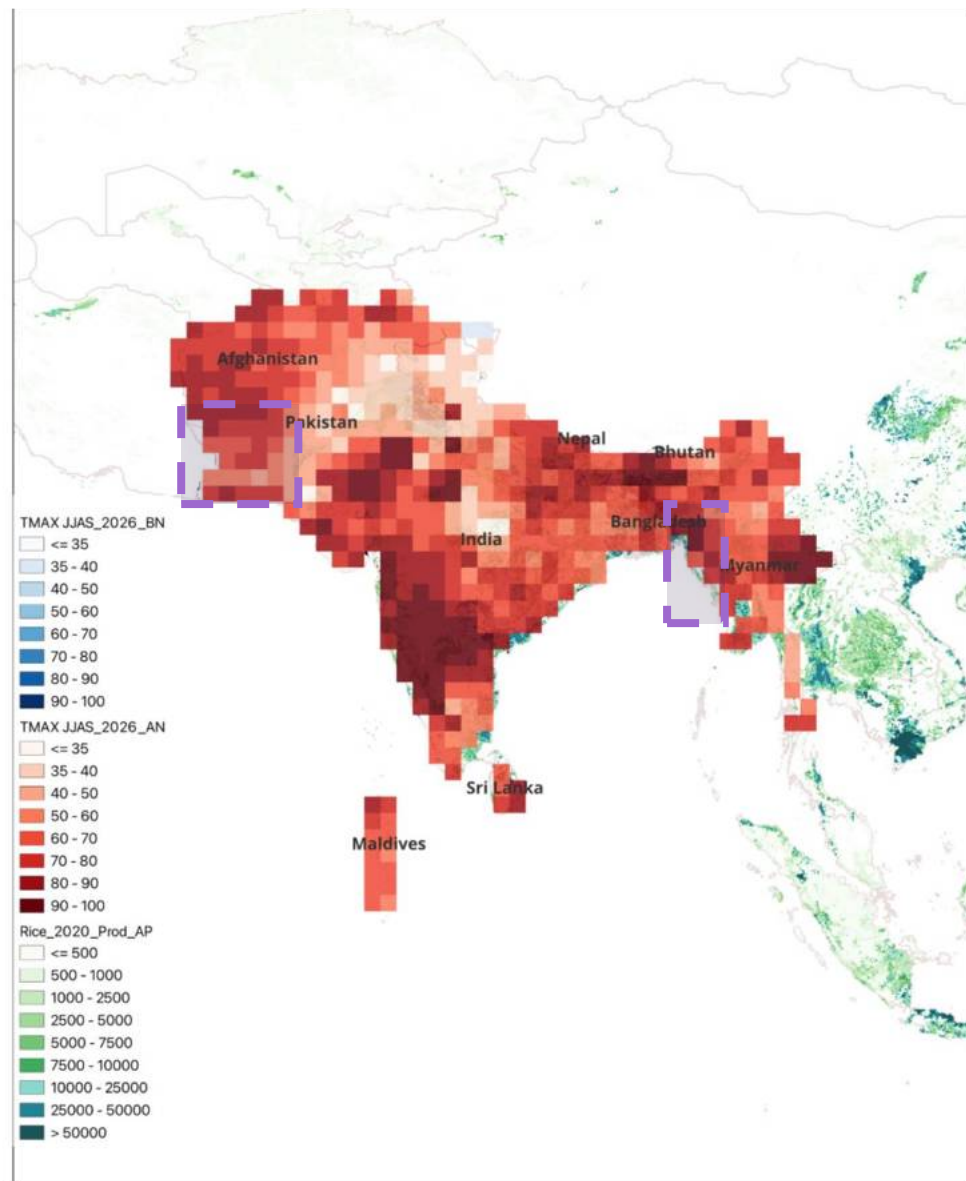 Afghanistan
Pakistan
Nepal
Bhutan
Bangladesh
India
Myanmar
Sri Lanka
Maldives
TMAX JJAS_2026_BN
<= 35
35 - 40
40 - 50
50 - 60
60 - 70
70 - 80
80 - 90
90 - 100
TMAX JJAS_2026_AN
<= 35
35 - 40
40 - 50
50 - 60
60 - 70
70 - 80
80 - 90
90 - 100
Rice_2020_Prod_AP
<= 500
500 - 1000
1000 - 2500
2500 - 5000
5000 - 7500
7500 - 10000
10000 - 25000
25000 - 50000
> 50000